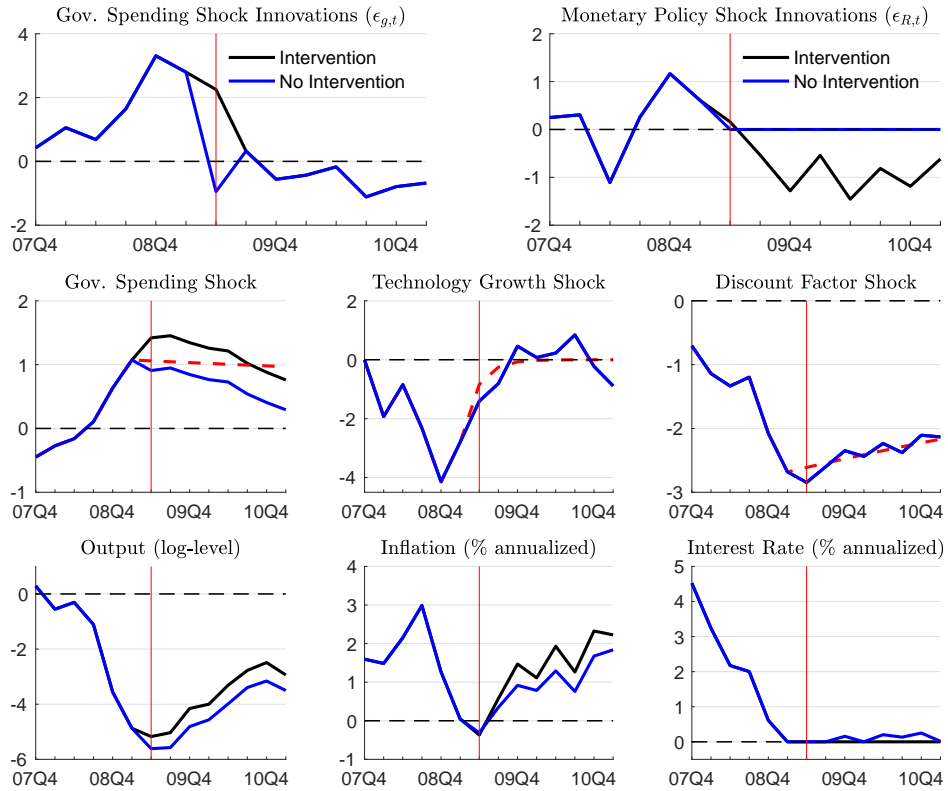 Gov. Spending Shock Innovations (ϵg,t)
4
2
0
-2
07Q4 08Q4 09Q4 10Q4
Intervention
No Intervention
Monetary Policy Shock Innovations (ϵR,t)
2
1
0
-1
-2
07Q4 08Q4 09Q4 10Q4
Intervention
No Intervention
Gov. Spending Shock
2
1
0
-1
07Q4 08Q4 09Q4 10Q4
Technology Growth Shock
2
0
-2
-4
07Q4 08Q4 09Q4 10Q4
Discount Factor Shock
0
-1
-2
-3
07Q4 08Q4 09Q4 10Q4
Output (log-level)
0
-2
-4
-6
07Q4 08Q4 09Q4 10Q4
Inflation (% annualized)
4
3
2
1
0
-1
07Q4 08Q4 09Q4 10Q4
Interest Rate (% annualized)
5
4
3
2
1
0
07Q4 08Q4 09Q4 10Q4